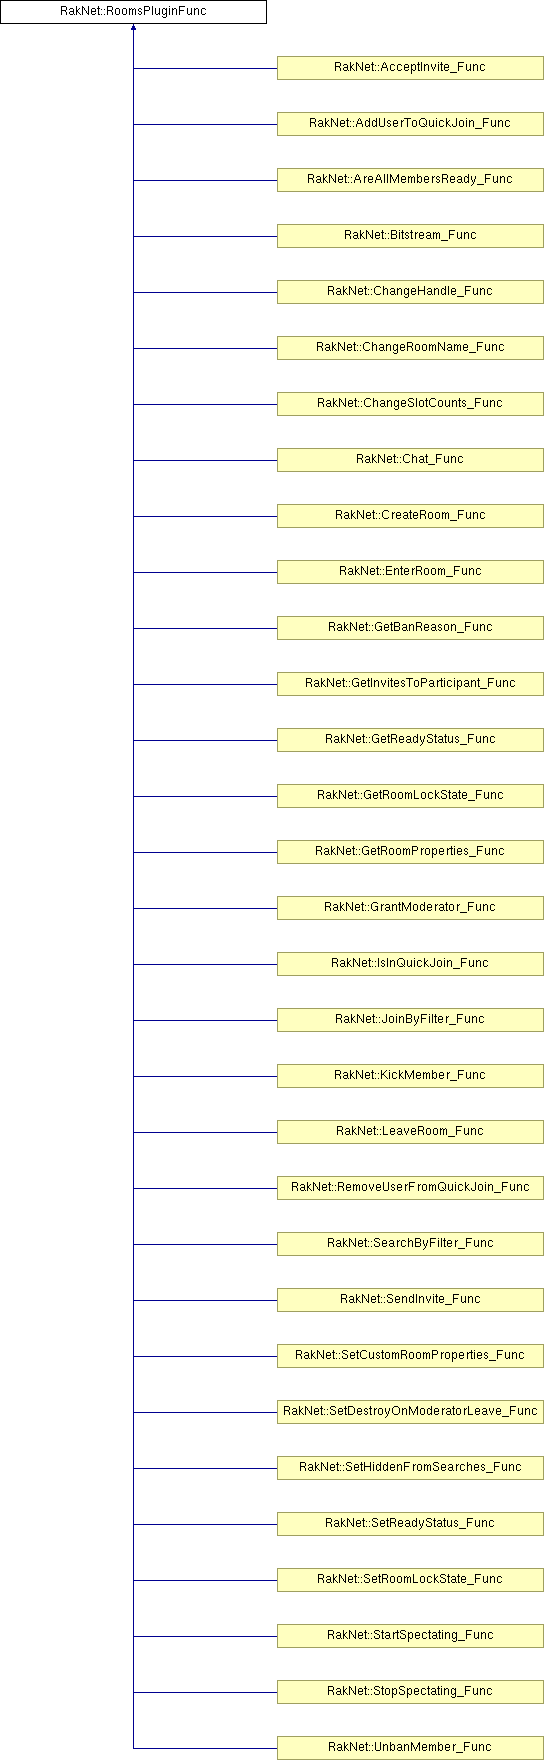 RakNet::RoomsPluginFunc
RakNet::AcceptInvite_Func
RakNet::AddUserToQuickJoin_Func
RakNet::AreAllMembersReady_Func
RakNet::Bitstream_Func
RakNet::ChangeHandle_Func
RakNet::ChangeRoomName_Func
RakNet::ChangeSlotCounts_Func
RakNet::Chat_Func
RakNet::CreateRoom_Func
RakNet::EnterRoom_Func
RakNet::GetBanReason_Func
RakNet::GetInvitesToParticipant_Func
RakNet::GetReadyStatus_Func
RakNet::GetRoomLockState_Func
RakNet::GetRoomProperties_Func
RakNet::GrantModerator_Func
RakNet::IsInQuickJoin_Func
RakNet::JoinByFilter_Func
RakNet::KickMember_Func
RakNet::LeaveRoom_Func
RakNet::RemoveUserFromQuickJoin_Func
RakNet::SearchByFilter_Func
RakNet::SendInvite_Func
RakNet::SetCustomRoomProperties_Func
RakNet::SetDestroyOnModeratorLeave_Func
RakNet::SetHiddenFromSearches_Func
RakNet::SetReadyStatus_Func
RakNet::SetRoomLockState_Func
RakNet::StartSpectating_Func
RakNet::StopSpectating_Func
RakNet::UnbanMember_Func